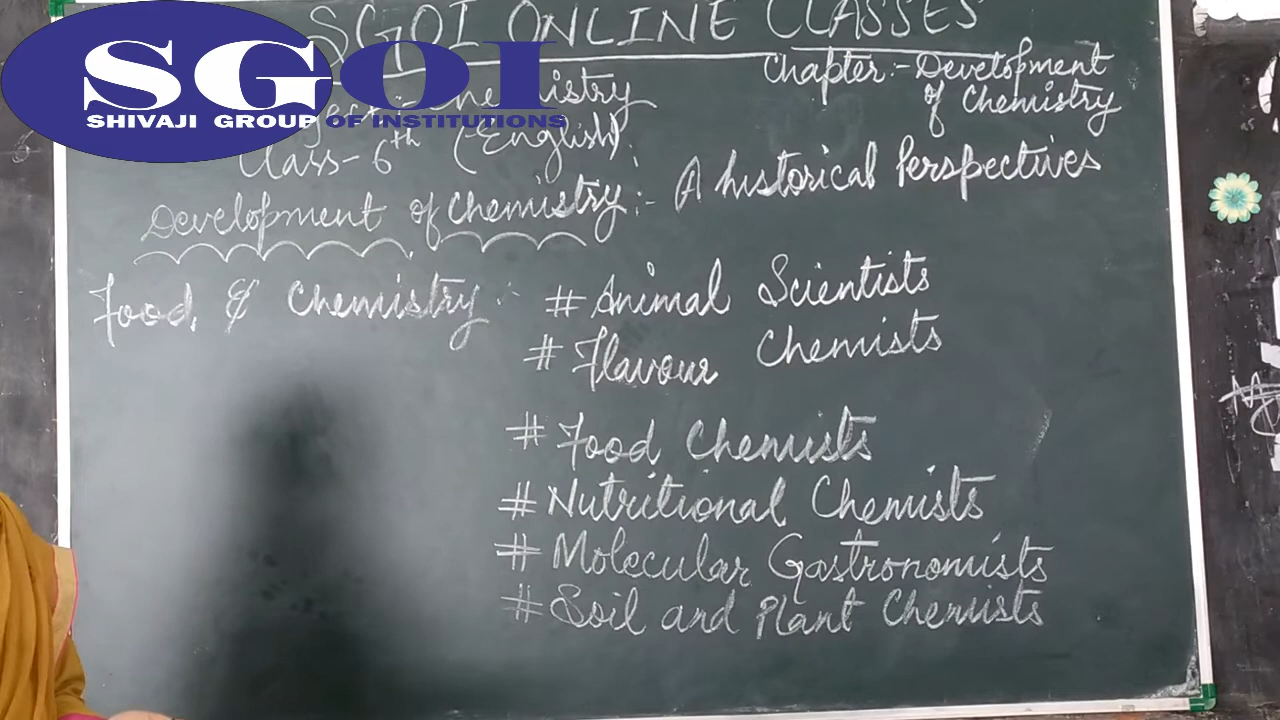 SGOI ONLINE CLASSES
SGOI
SHIVAJI GROUP OF INSTITUTIONS
Chapter:- Development
of Chemistry
Class- 6th (English)
Development of Chemistry:- A historical Perspectives
Food & Chemistry:-
# Animal Scientists
# Flavour Chemists
# Food Chemists
# Nutritional Chemists
# Molecular Gastronomists
# Soil and Plant Chemists